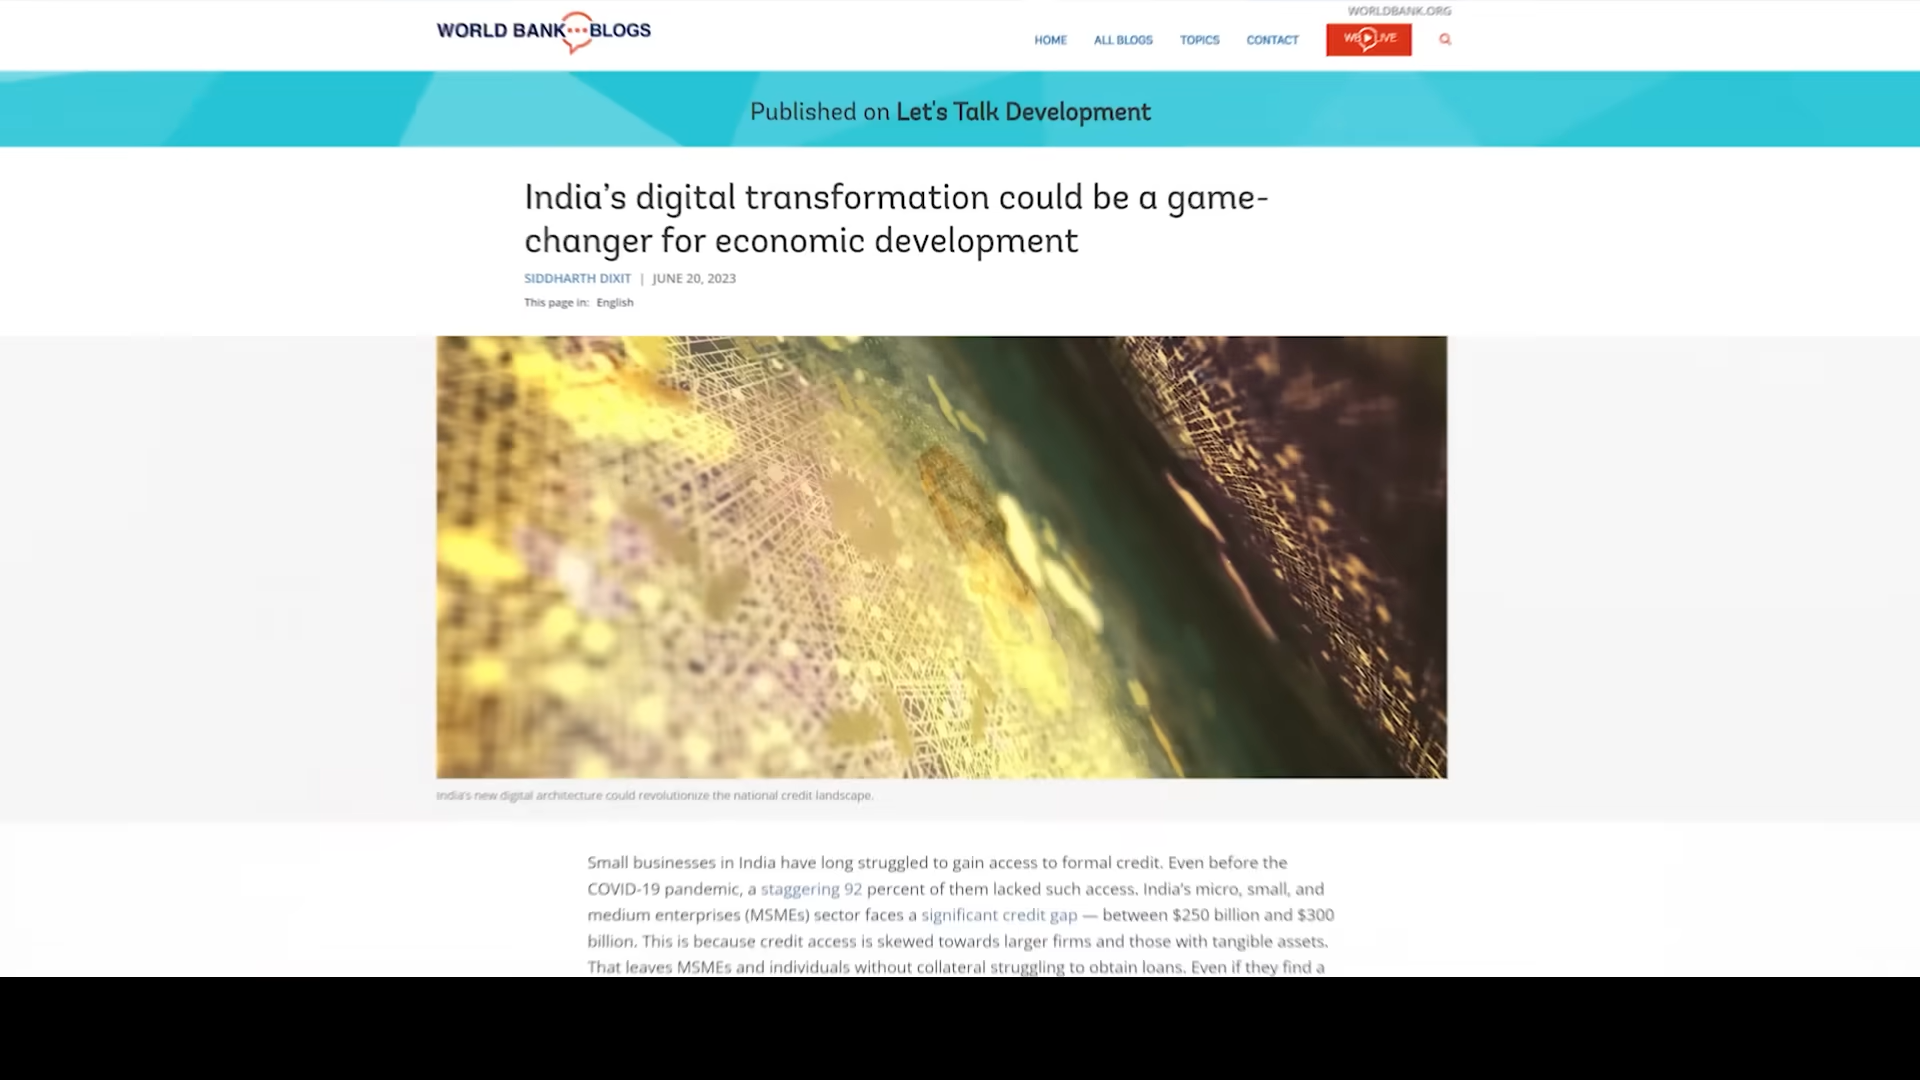 WORLDBANK.ORG
WORLD BANK BLOGS
HOME ALL BLOGS TOPICS CONTACT
Published on Let's Talk Development
India's digital transformation could be a game-
changer for economic development
SIDDHARTH DIXIT | JUNE 20, 2023
This page in: English
India's new digital architecture could revolutionize the national credit landscape.
Small businesses in India have long struggled to gain access to formal credit. Even before the
COVID-19 pandemic, a staggering 92 percent of them lacked such access. India's micro, small, and
medium enterprises (MSMEs) sector faces a significant credit gap — between $250 billion and $300
billion. This is because credit access is skewed towards larger firms and those with tangible assets.
That leaves MSMEs and individuals without collateral struggling to obtain loans. Even if they find a